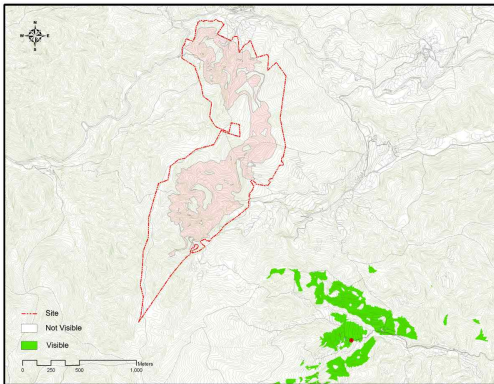 N
W E
S
Site
Not Visible
Visible
Meters
0 250 500 1,000